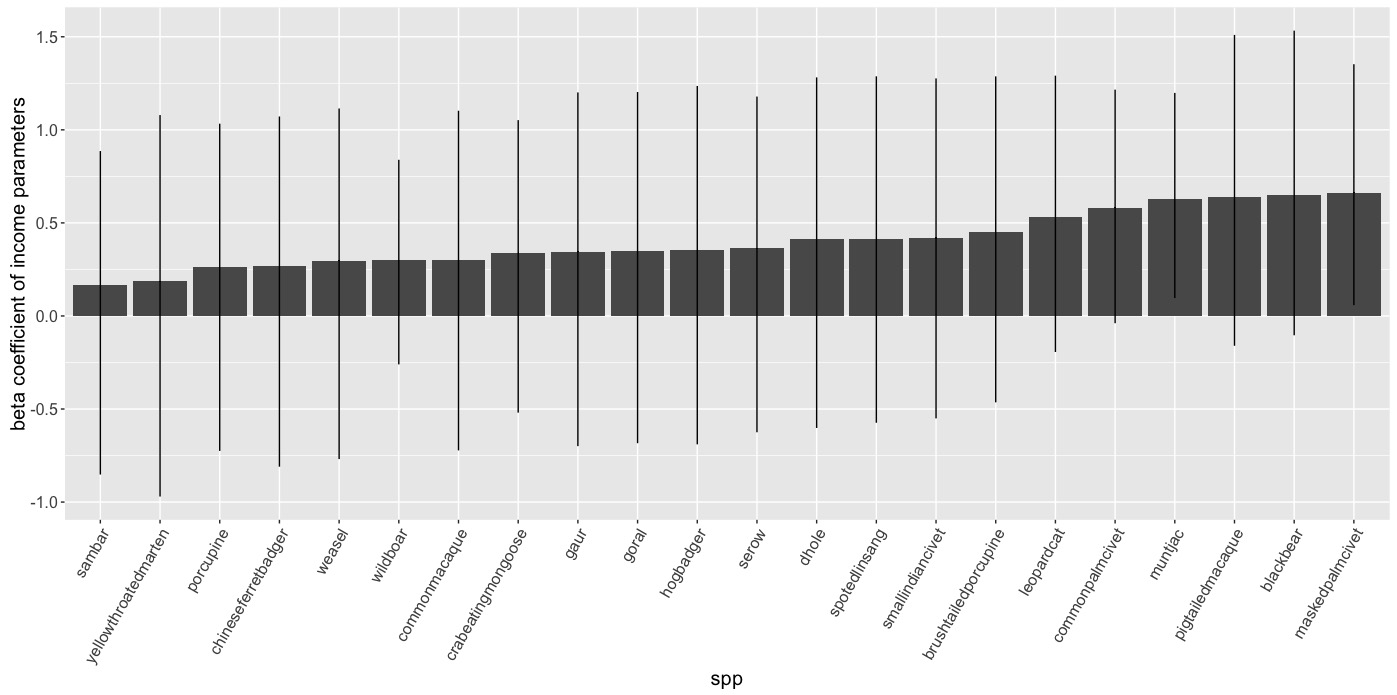 beta coefficient of income parameters
1.5
1.0
0.5
0.0
-0.5
-1.0
sambar
yellowthroatedmarten
porcupine
chineseferretbadger
weasel
wildboar
commonmacaque
crabeatingmongoose
gaur
goral
hogbadger
serow
dhole
spotedlinsang
smallindiancivet
brushtailedporcupine
leopardcat
commonpalmcivet
muntjac
pigtailedmacaque
blackbear
maskedpalmcivet
spp